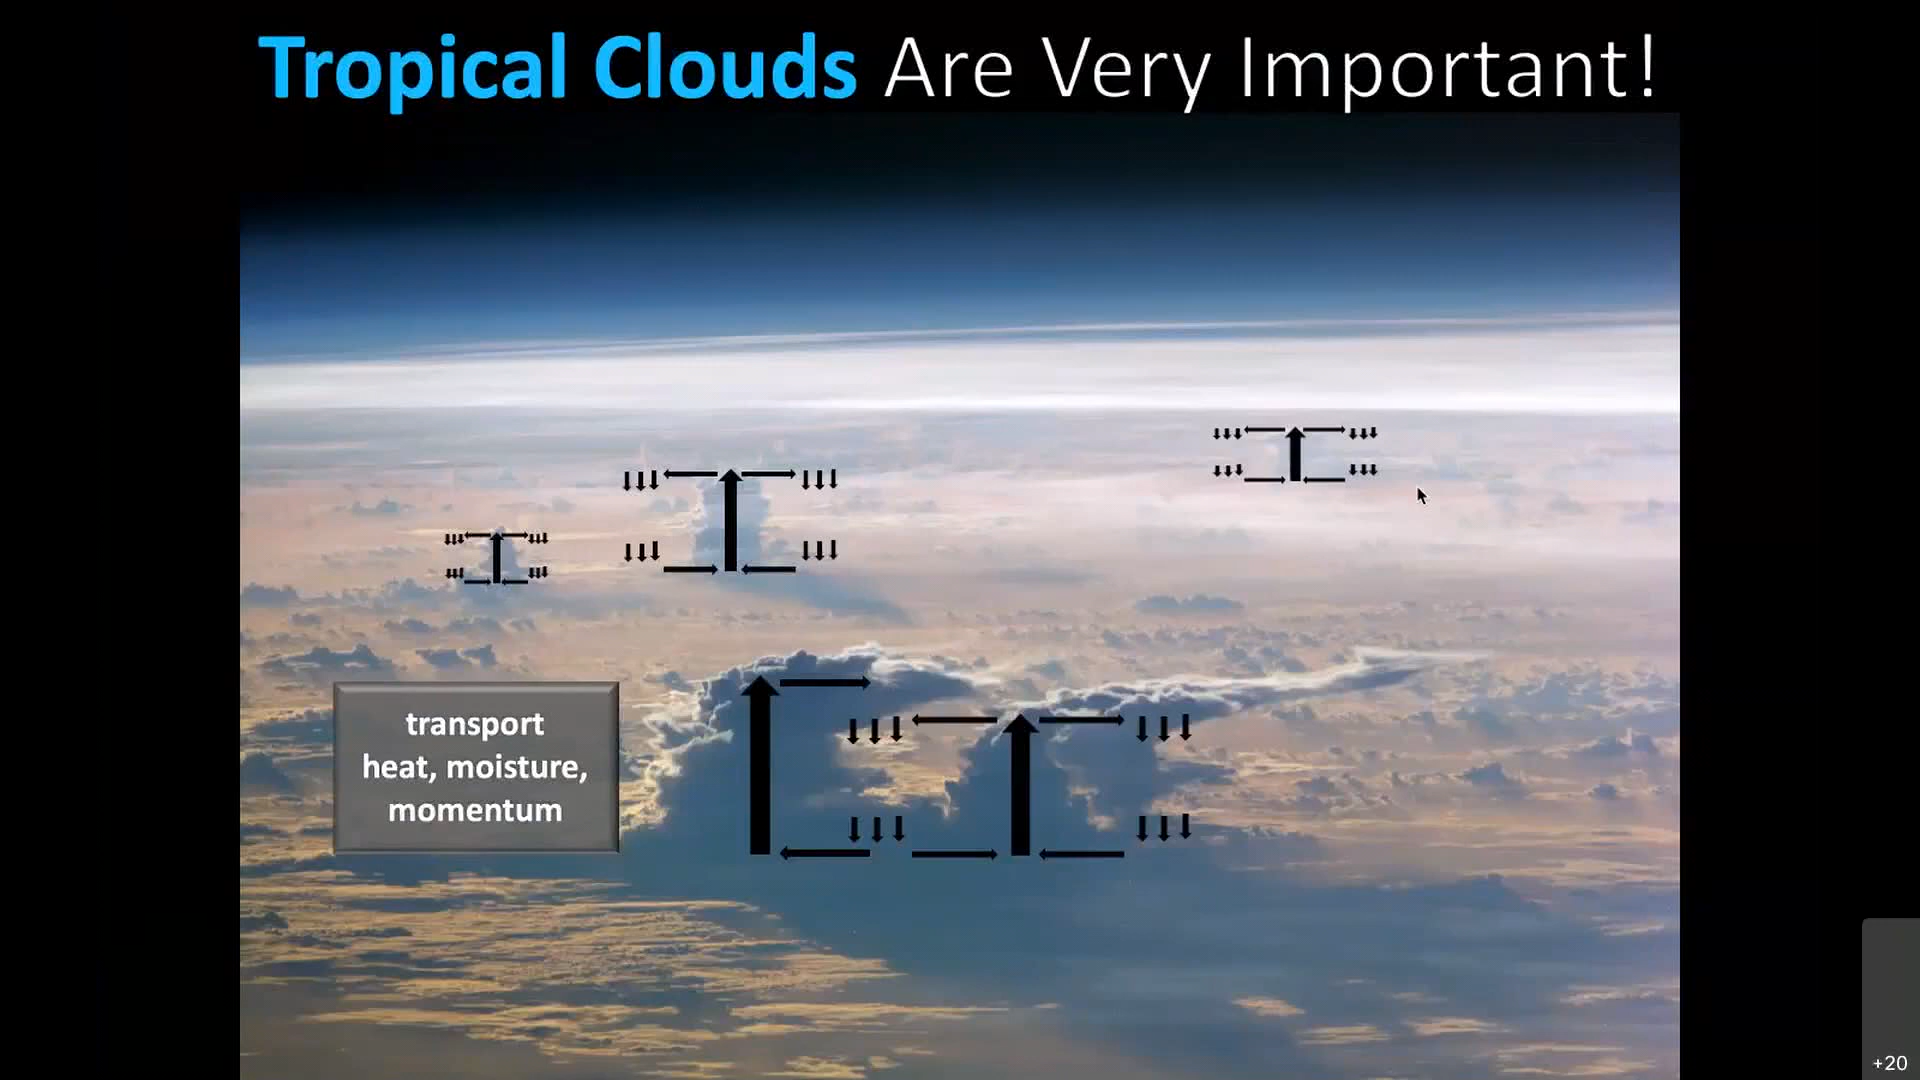 Tropical Clouds Are Very Important!
transport
heat, moisture,
momentum
+20